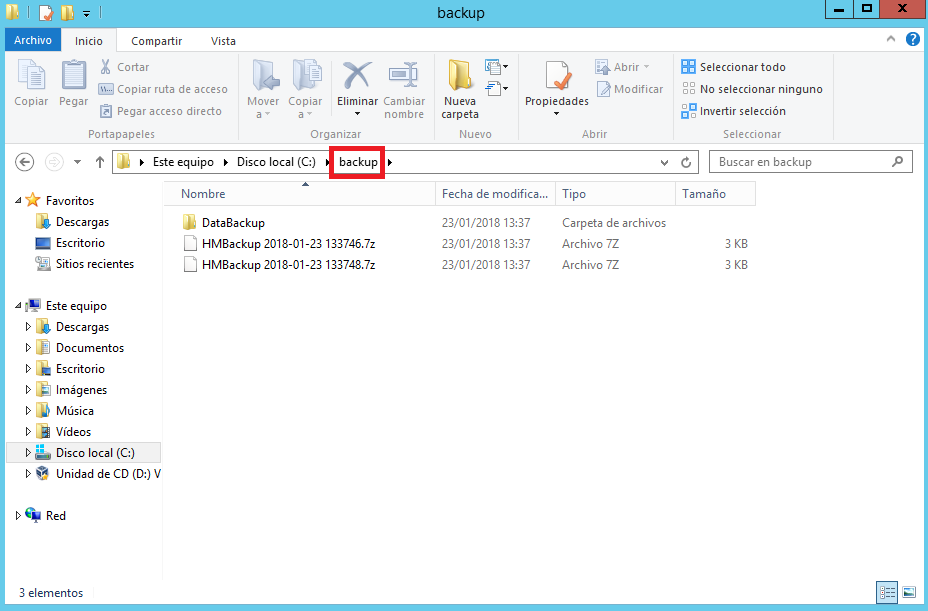 backup
Archivo Inicio Compartir Vista
Copiar
Pegar
Cortar
Copiar ruta de acceso
Pegar acceso directo
Portapapeles
Mover
a
Copiar
a
Eliminar
Cambiar
nombre
Organizar
Nueva
carpeta
Nuevo
Propiedades
Abrir
Modificar
Abrir
Seleccionar todo
No seleccionar ninguno
Invertir selección
Seleccionar
Este equipo Disco local (C:) backup
Buscar en backup
Favoritos
Descargas
Escritorio
Sitios recientes
Este equipo
Descargas
Documentos
Escritorio
Imágenes
Música
Vídeos
Disco local (C:)
Unidad de CD (D:) V
Red
Nombre Fecha de modifica... Tipo Tamaño
DataBackup 23/01/2018 13:37 Carpeta de archivos
HMBackup 2018-01-23 133746.7z 23/01/2018 13:37 Archivo 7Z 3 KB
HMBackup 2018-01-23 133748.7z 23/01/2018 13:37 Archivo 7Z 3 KB
3 elementos